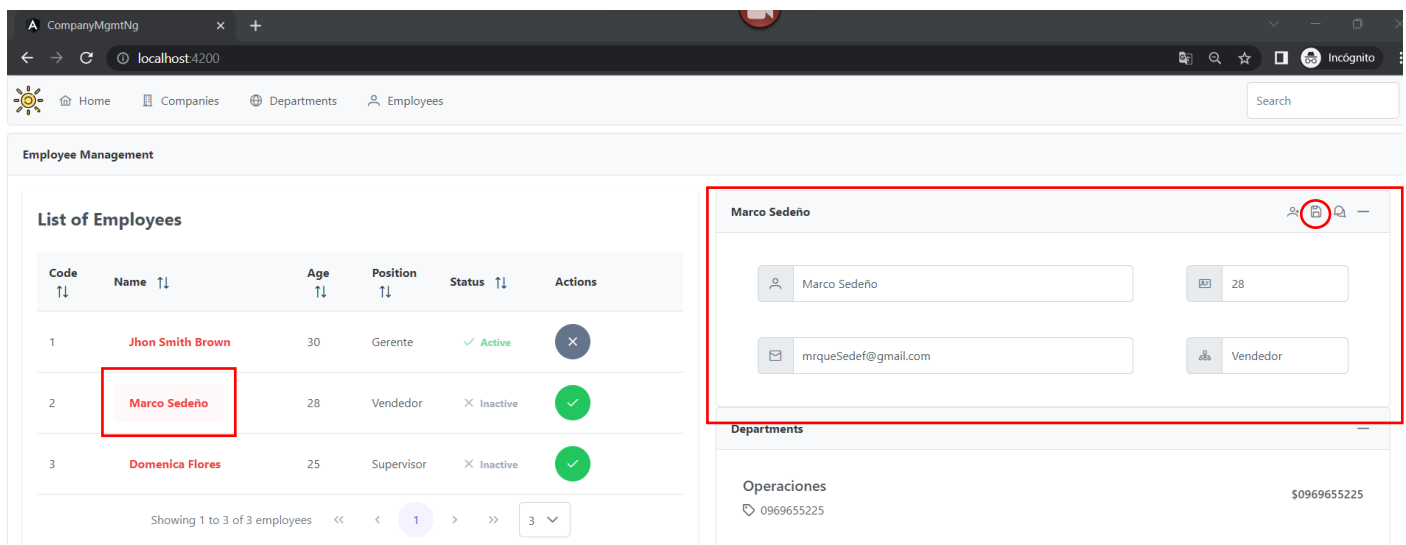 CompanyMgmtNg
localhost:4200
Incógnito
Home Companies Departments Employees Search
Employee Management
List of Employees
Code Name Age Position Status Actions
1 Jhon Smith Brown 30 Gerente Active
2 Marco Sedeño 28 Vendedor Inactive
3 Domenica Flores 25 Supervisor Inactive
Showing 1 to 3 of 3 employees << < 1 > >> 3
Marco Sedeño
Marco Sedeño 28
mrqueSedef@gmail.com Vendedor
Departments
Operaciones $0969655225
0969655225